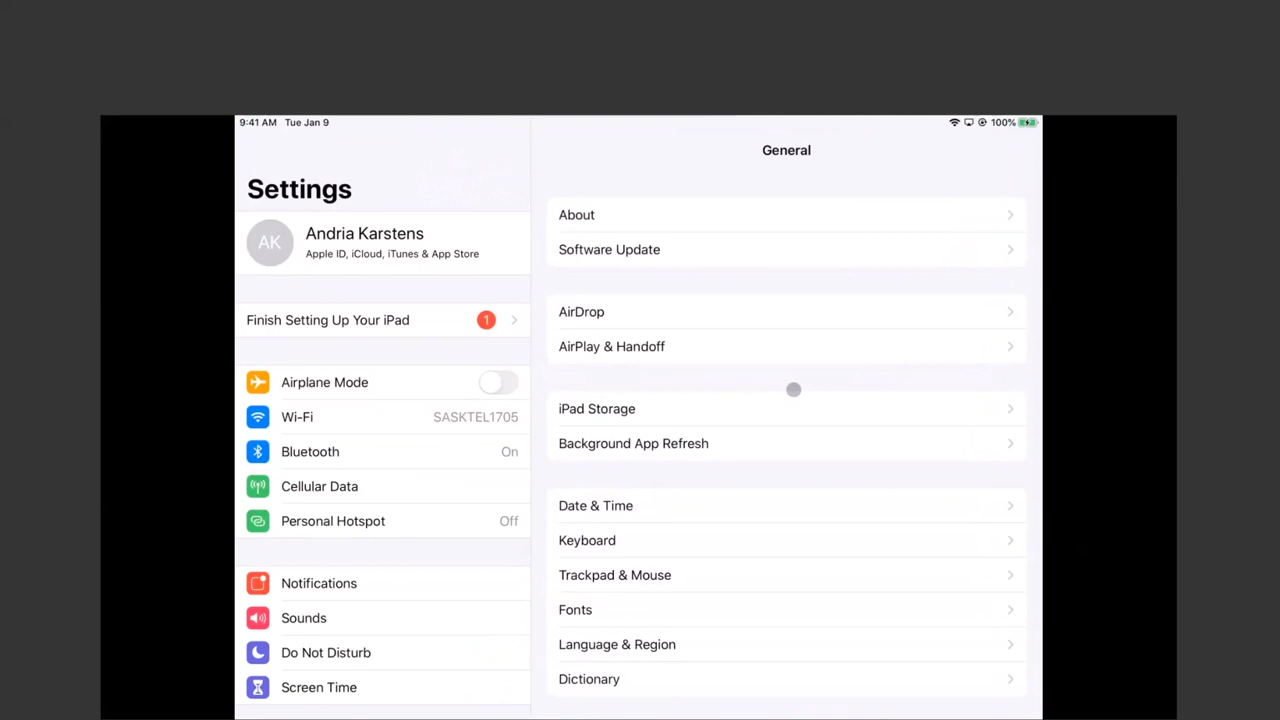 9:41 AM Tue Jan 9
100%
Settings
AK
Andria Karstens
Apple ID, iCloud, iTunes & App Store
Finish Setting Up Your iPad 1
Airplane Mode
Wi-Fi SASKTEL1705
Bluetooth On
Cellular Data
Personal Hotspot Off
Notifications
Sounds
Do Not Disturb
Screen Time
General
About
Software Update
AirDrop
AirPlay & Handoff
iPad Storage
Background App Refresh
Date & Time
Keyboard
Trackpad & Mouse
Fonts
Language & Region
Dictionary